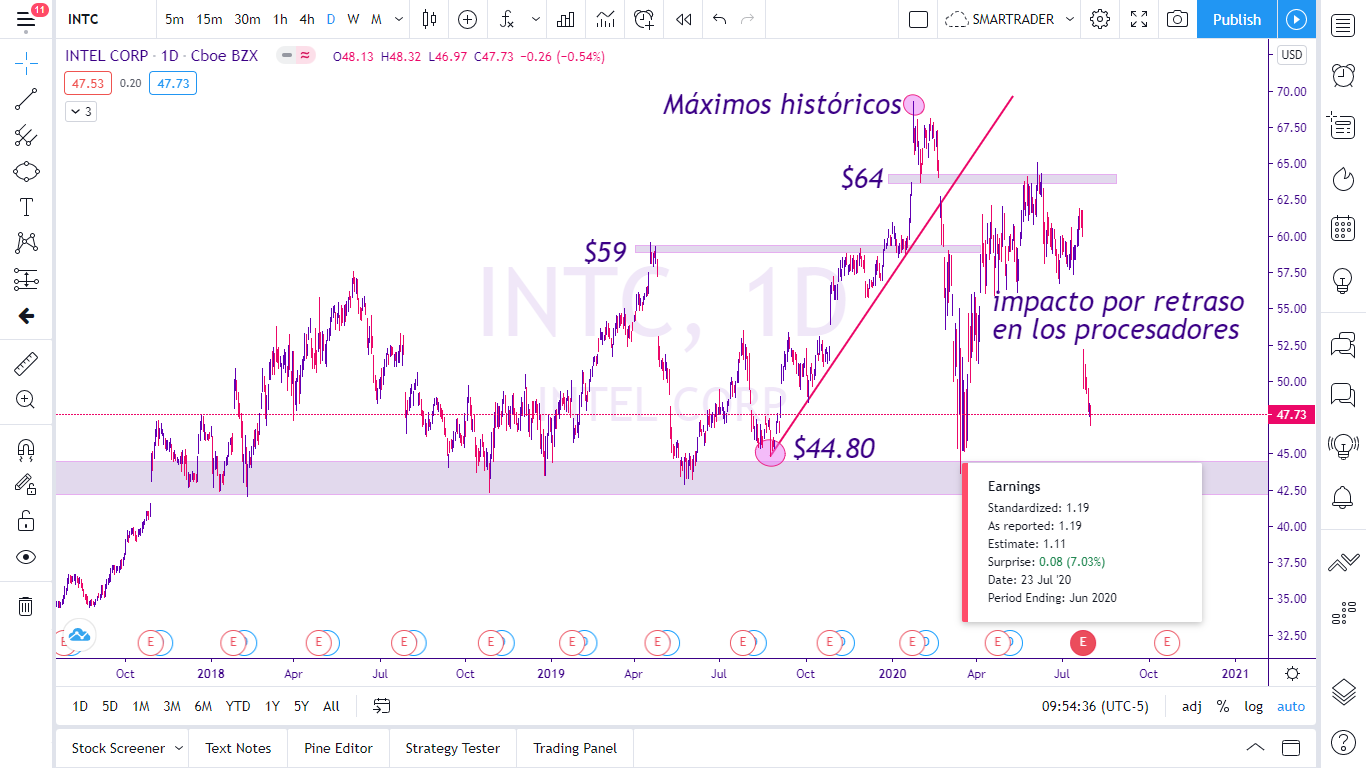 11
INTC
5m 15m 30m 1h 4h D W M
SMARTRADER
Publish
INTEL CORP · 1D · Cboe BZX
O48.13 H48.32 L46.97 C47.73 −0.26 (−0.54%)
USD
47.53 0.20 47.73
3
70.00
Máximos históricos
67.50
65.00
$64
62.50
60.00
$59
57.50
INTC, 1D
impacto por retraso
55.00
en los procesadores
52.50
50.00
INTEL CORP
47.73
$44.80
45.00
42.50
40.00
37.50
35.00
32.50
Earnings
Standardized: 1.19
As reported: 1.19
Estimate: 1.11
Surprise: 0.08 (7.03%)
Date: 23 Jul '20
Period Ending: Jun 2020
E E D E D E D E D E D E D E D E D E D E D E D E E
Oct 2018 Apr Jul Oct 2019 Apr Jul Oct 2020 Apr Jul Oct 2021
1D 5D 1M 3M 6M YTD 1Y 5Y All
09:54:36 (UTC-5) adj % log auto
Stock Screener Text Notes Pine Editor Strategy Tester Trading Panel